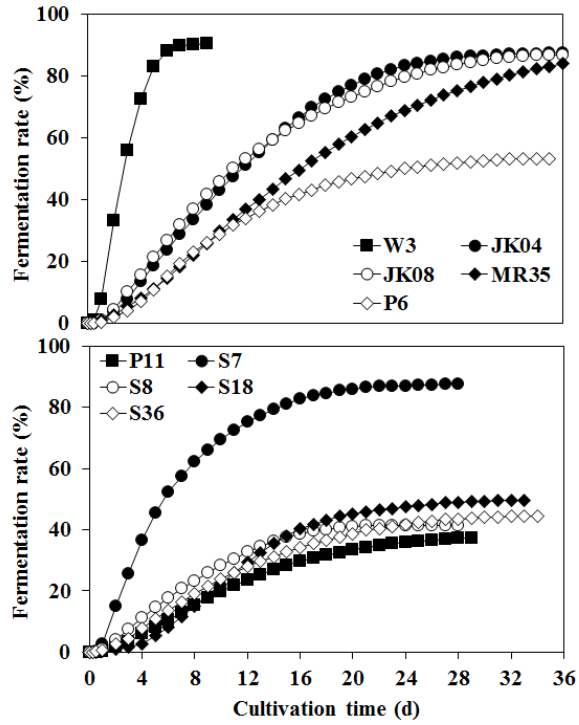 100
80
60
40
20
0
Fermentation rate (%)
W3 JK04
JK08 MR35
P6
100
80
60
40
20
0
Fermentation rate (%)
P11 S7
S8 S18
S36
0 4 8 12 16 20 24 28 32 36
Cultivation time (d)